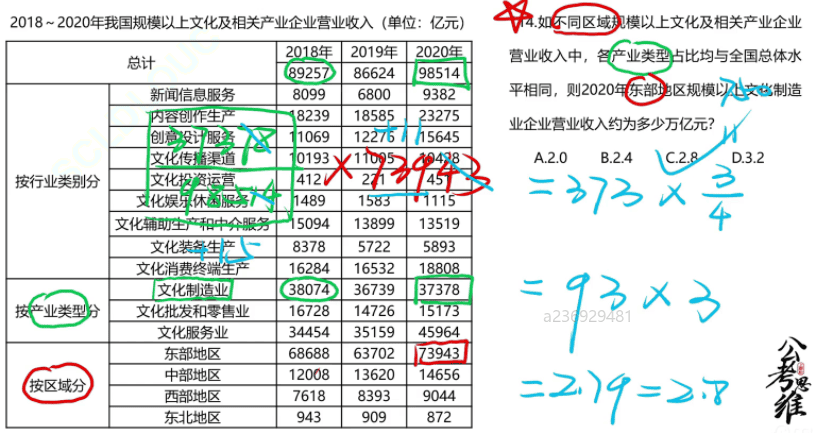 2018～2020年我国规模以上文化及相关产业企业营业收入（单位：亿元）
总计 2018年 2019年 2020年
89257 86624 98514
按行业类别分 新闻信息服务 8099 6800 9382
内容创作生产 18239 18585 23275
创意设计服务 11069 12276 15645
文化传播渠道 10193 11005 10428
文化投资运营 412 221 451
文化娱乐休闲服务 1489 1583 1115
文化辅助生产和中介服务 15094 13899 13519
文化装备生产 8378 5722 5893
文化消费终端生产 16284 16532 18808
按产业类型分 文化制造业 38074 36739 37378
文化批发和零售业 16728 14726 15173
文化服务业 34454 35159 45964
按区域分 东部地区 68688 63702 73943
中部地区 12008 13620 14656
西部地区 7618 8393 9044
东北地区 943 909 872
37378
98514
× 73943
+11
+15
14.如不同区域规模以上文化及相关产业企业
营业收入中，各产业类型占比均与全国总体水
平相同，则2020年东部地区规模以上文化制造
业企业营业收入约为多少万亿元?
A.2.0 B.2.4 C.2.8 D.3.2
750
=373×3/4
=93×3
a236929481
=2.79=2.8
公考思维